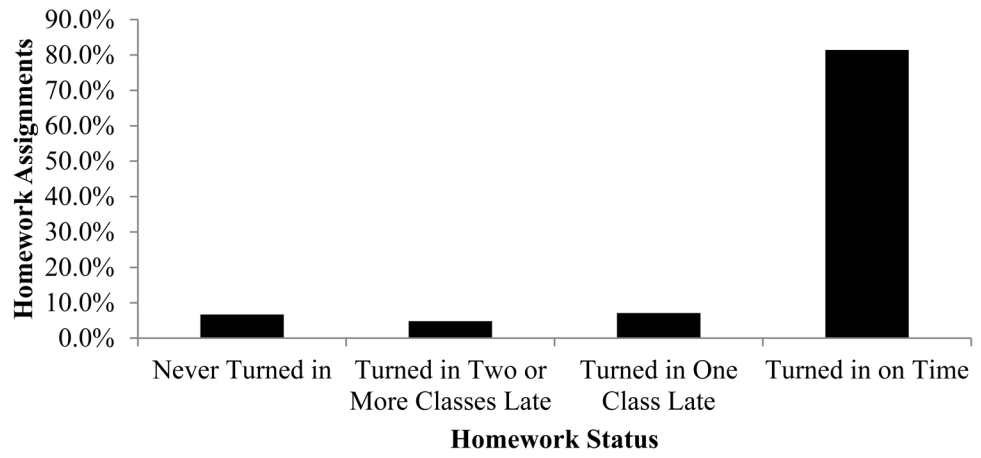 Homework Assignments
90.0%
80.0%
70.0%
60.0%
50.0%
40.0%
30.0%
20.0%
10.0%
0.0%
Never Turned in
Turned in Two or
More Classes Late
Turned in One
Class Late
Turned in on Time
Homework Status